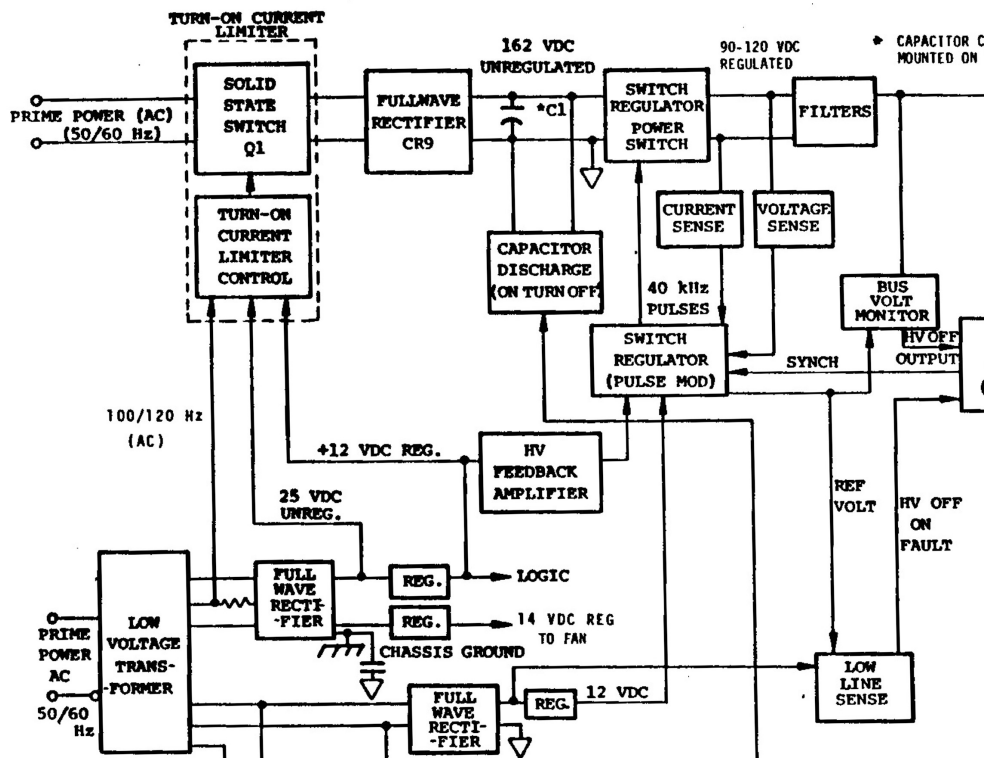 TURN-ON CURRENT
LIMITER
SOLID
STATE
SWITCH
Q1
PRIME POWER (AC)
(50/60 Hz)
TURN-ON
CURRENT
LIMITER
CONTROL
FULLWAVE
RECTIFIER
CR9
162 VDC
UNREGULATED
*C1
SWITCH
REGULATOR
POWER
SWITCH
90-120 VDC
REGULATED
* CAPACITOR C
MOUNTED ON
FILTERS
CURRENT
SENSE
VOLTAGE
SENSE
CAPACITOR
DISCHARGE
(ON TURN OFF)
40 kHz
PULSES
BUS
VOLT
MONITOR
HV OFF
OUTPUT
SWITCH
REGULATOR
(PULSE MOD)
SYNCH
(
100/120 Hz
(AC)
+12 VDC REG.
HV
FEEDBACK
AMPLIFIER
25 VDC
UNREG.
REF
VOLT
HV OFF
ON
FAULT
LOW
VOLTAGE
TRANS-
-FORMER
PRIME
POWER
AC
50/60
Hz
FULL
WAVE
RECTI-
-FIER
REG.
LOGIC
REG.
14 VDC REG
TO FAN
CHASSIS GROUND
FULL
WAVE
RECTI-
-FIER
REG.
12 VDC
LOW
LINE
SENSE